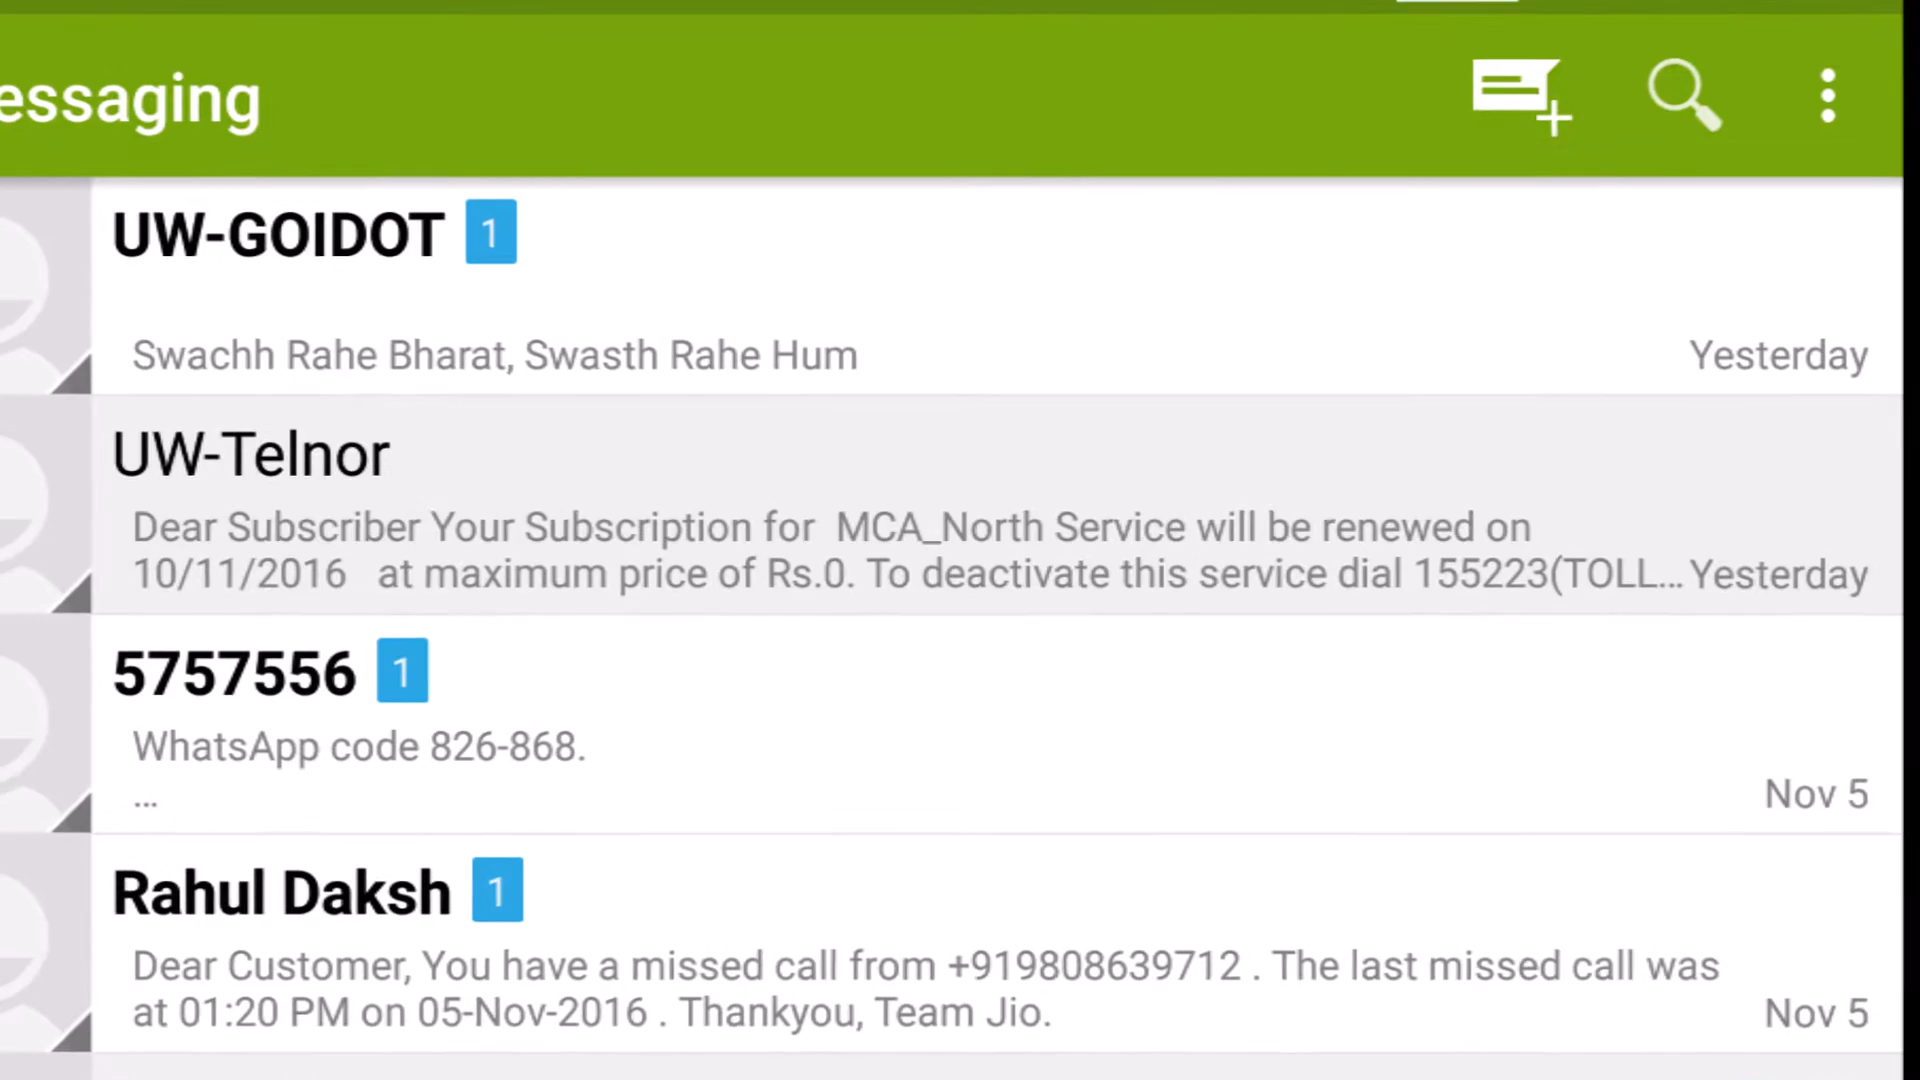 essaging
UW-GOIDOT 1
Swachh Rahe Bharat, Swasth Rahe Hum
Yesterday
UW-Telnor
Dear Subscriber Your Subscription for  MCA_North Service will be renewed on
10/11/2016   at maximum price of Rs.0. To deactivate this service dial 155223(TOLL... Yesterday
5757556 1
WhatsApp code 826-868.
...
Nov 5
Rahul Daksh 1
Dear Customer, You have a missed call from +919808639712 . The last missed call was
at 01:20 PM on 05-Nov-2016 . Thankyou, Team Jio.
Nov 5